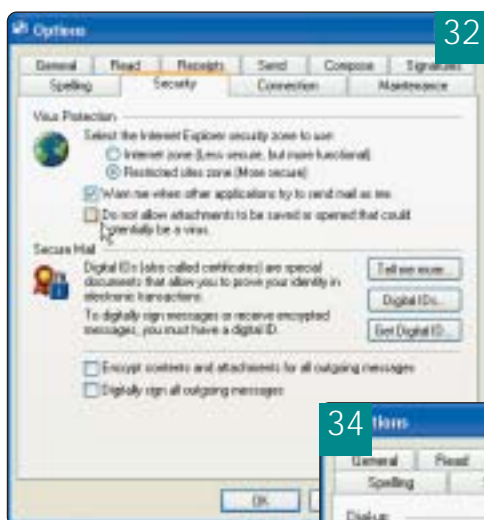 Options
32
General Read Receipts Send Compose Signatures
Spelling Security Connection Maintenance
Virus Protection
Select the Internet Explorer security zone to use
Internet zone (Less secure, but more functional)
Restricted sites zone (More secure)
Warn me when other applications try to send mail as me.
Do not allow attachments to be saved or opened that could
potentially be a virus.
Secure Mail
Digital IDs (also called certificates) are special
documents that allow you to prove your identity in
electronic transactions.
Tell me more...
Digital IDs...
To digitally sign messages or receive encrypted
messages, you must have a digital ID.
Get Digital ID...
Encrypt contents and attachments for all outgoing messages
Digitally sign all outgoing messages
OK
34
tions
General Read
Spelling
Dial-up